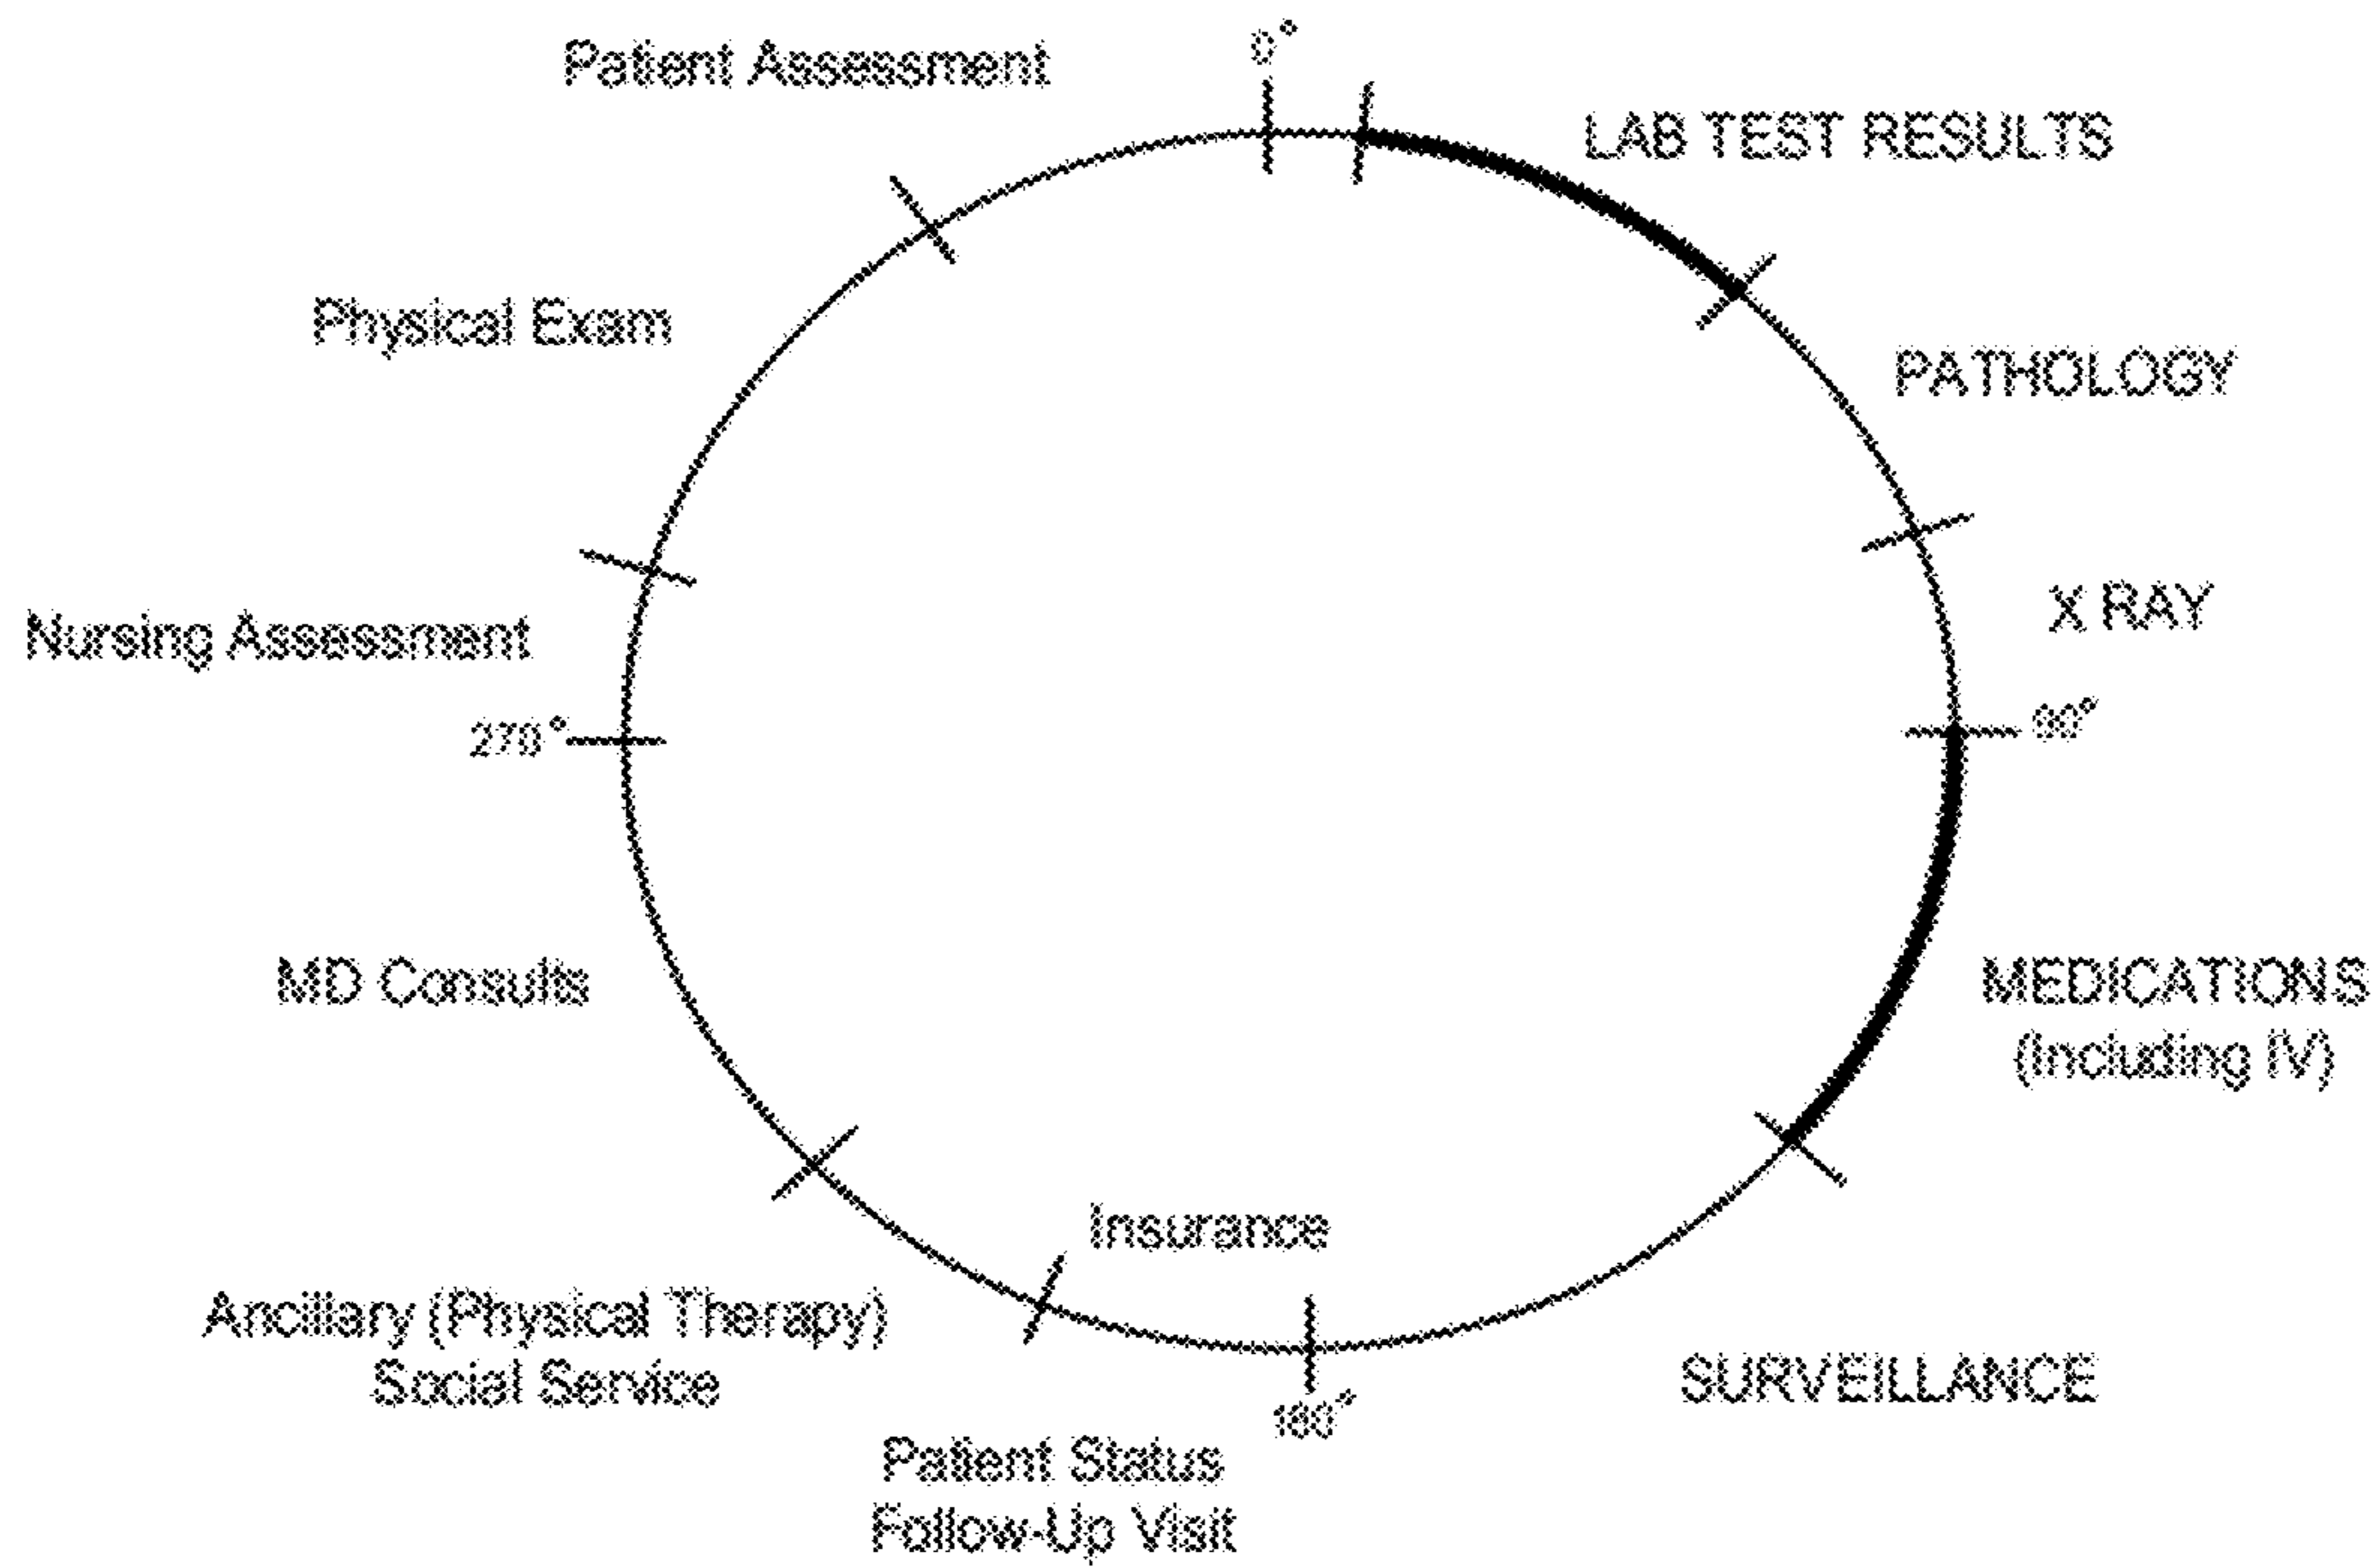 0°
Patient Assessment
LAB TEST RESULTS
Physical Exam
PATHOLOGY
Nursing Assessment
X RAY
270°
90°
MD Consults
MEDICATIONS
(Including IV)
Insurance
Ancillary (Physical Therapy)
Social Service
SURVEILLANCE
180°
Patient Status
Follow-Up Visit